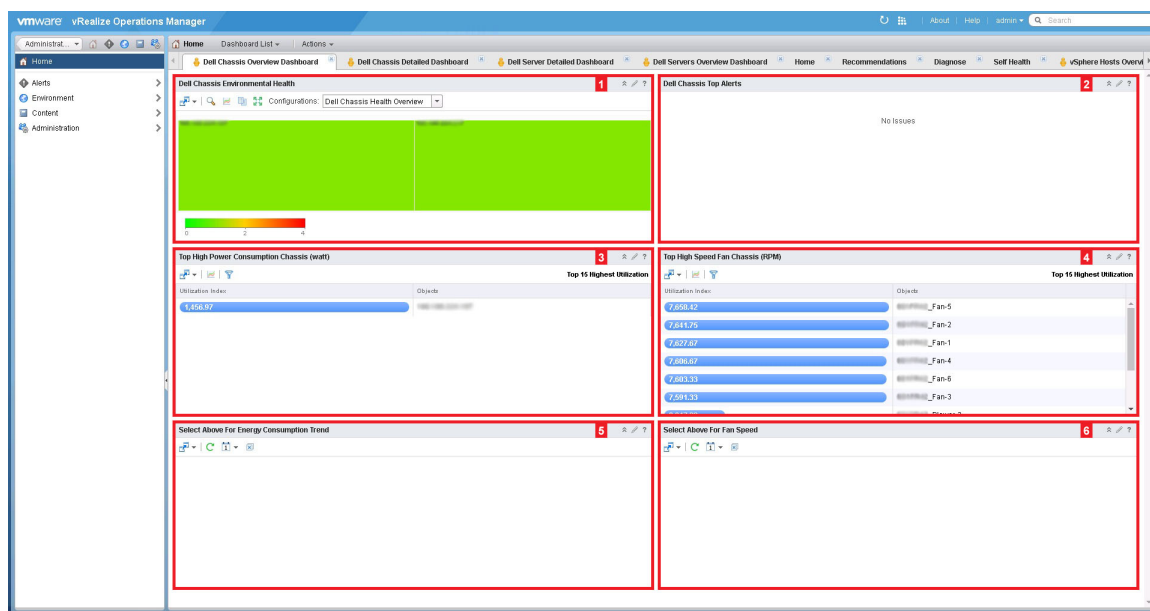 vmware vRealize Operations Manager
About Help admin Search
Administrat...
Home Dashboard List Actions
Home
Dell Chassis Overview Dashboard Dell Chassis Detailed Dashboard Dell Server Detailed Dashboard Dell Servers Overview Dashboard Home Recommendations Diagnose Self Health vSphere Hosts Overvi
Alerts
Environment
Content
Administration
Dell Chassis Environmental Health 1
Configurations: Dell Chassis Health Overview
0 2 4
Dell Chassis Top Alerts 2
No Issues
Top High Power Consumption Chassis (watt) 3
Top 15 Highest Utilization
Utilization Index Objects
1,456.97
Top High Speed Fan Chassis (RPM) 4
Top 15 Highest Utilization
Utilization Index Objects
7,658.42 _Fan-5
7,641.75 _Fan-2
7,627.67 _Fan-1
7,606.67 _Fan-4
7,603.33 _Fan-6
7,591.33 _Fan-3
Select Above For Energy Consumption Trend 5
Select Above For Fan Speed 6